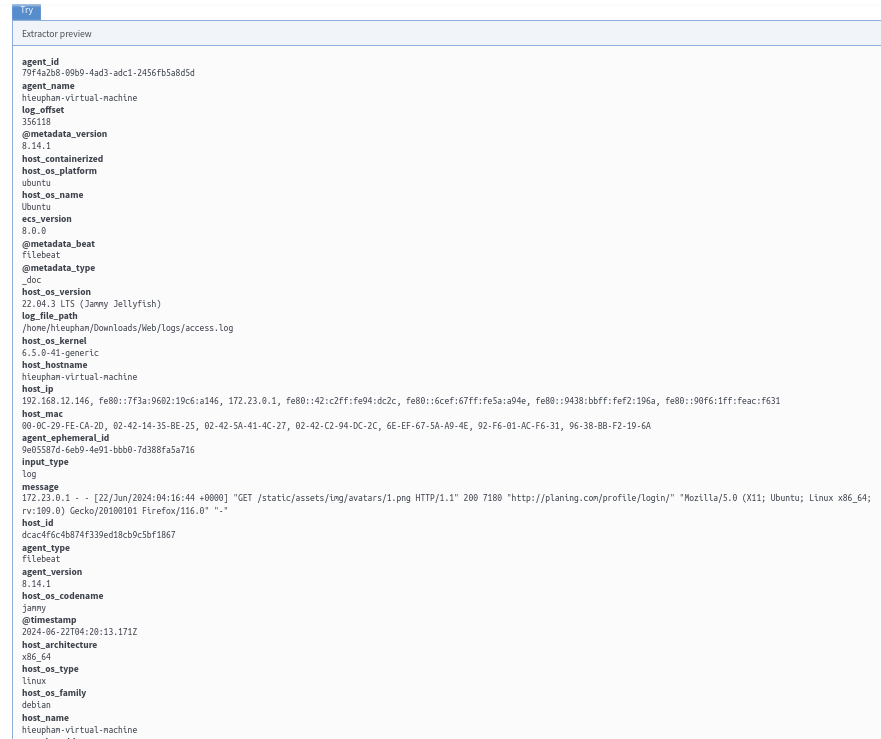 Try
Extractor preview
agent_id
79f4a2b8-09b9-4ad3-adc1-2456fb5a8d5d
agent_name
hieupham-virtual-machine
log_offset
356118
@metadata_version
8.14.1
host_containerized
host_os_platform
ubuntu
host_os_name
Ubuntu
ecs_version
8.0.0
@metadata_beat
filebeat
@metadata_type
_doc
host_os_version
22.04.3 LTS (Jammy Jellyfish)
log_file_path
/home/hieupham/Downloads/Web/logs/access.log
host_os_kernel
6.5.0-41-generic
host_hostname
hieupham-virtual-machine
host_ip
192.168.12.146, fe80::7f3a:9602:19c6:a146, 172.23.0.1, fe80::42:c2ff:fe94:dc2c, fe80::6cef:67ff:fe5a:a94e, fe80::9438:bbff:fef2:196a, fe80::90f6:1ff:feac:f631
host_mac
00-0C-29-FE-CA-2D, 02-42-14-35-BE-25, 02-42-5A-41-4C-27, 02-42-C2-94-DC-2C, 6E-EF-67-5A-A9-4E, 92-F6-01-AC-F6-31, 96-38-BB-F2-19-6A
agent_ephemeral_id
9e05587d-6eb9-4e91-bbb0-7d388fa5a716
input_type
log
message
172.23.0.1 - - [22/Jun/2024:04:16:44 +0000] "GET /static/assets/img/avatars/1.png HTTP/1.1" 200 7180 "http://planing.com/profile/login/" "Mozilla/5.0 (X11; Ubuntu; Linux x86_64;
rv:109.0) Gecko/20100101 Firefox/116.0" "-"
host_id
dcac4f6c4b874f339ed18cb9c5bf1867
agent_type
filebeat
agent_version
8.14.1
host_os_codename
jammy
@timestamp
2024-06-22T04:20:13.171Z
host_architecture
x86_64
host_os_type
linux
host_os_family
debian
host_name
hieupham-virtual-machine